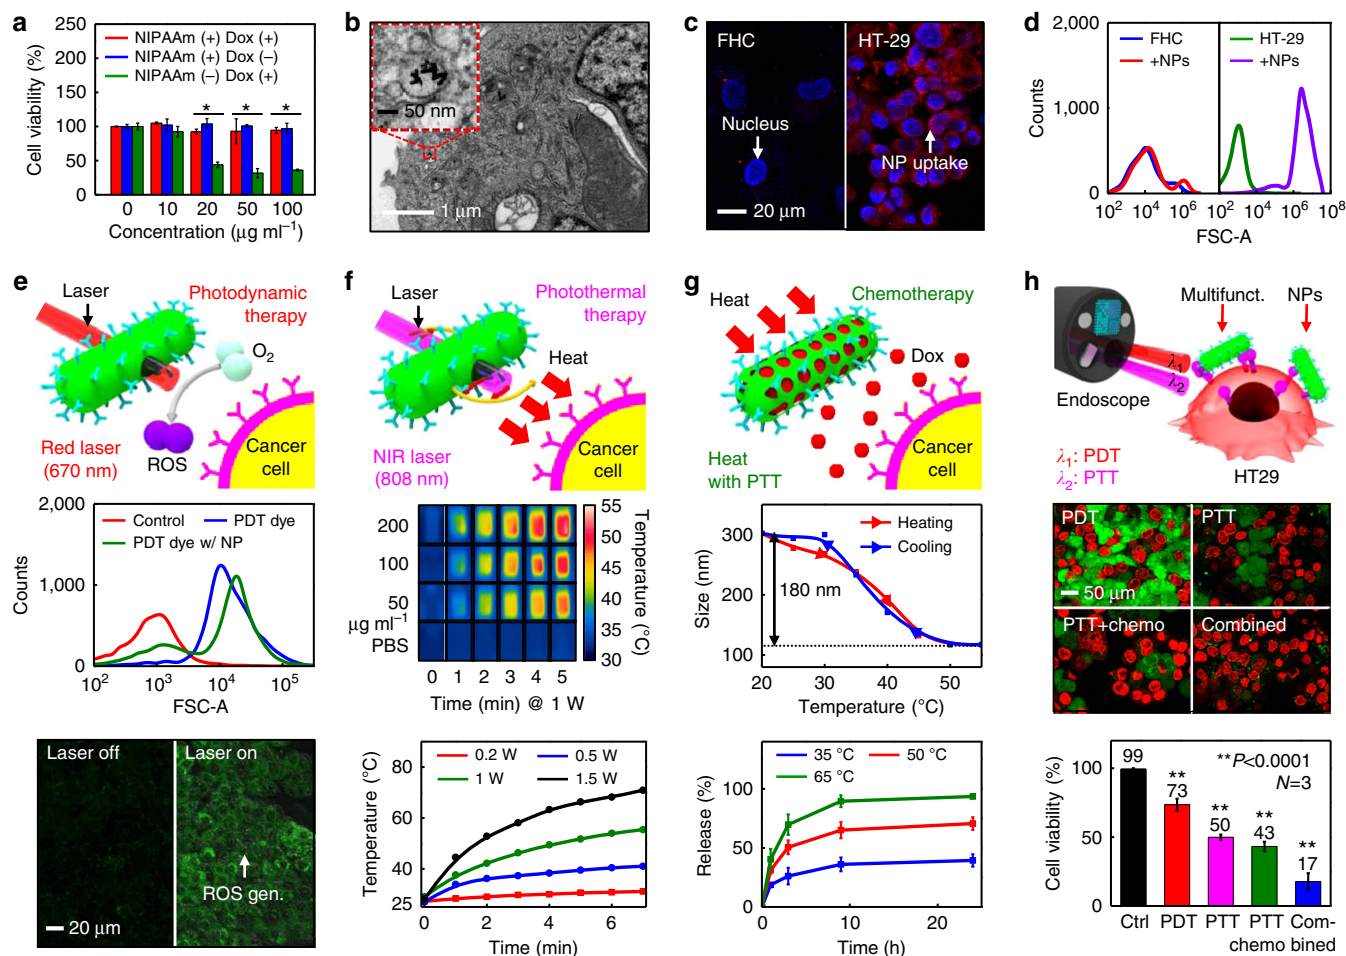 a
250
200
150
100
50
0
Cell viability (%)
NIPAAm (+) Dox (+)
NIPAAm (+) Dox (−)
NIPAAm (−) Dox (+)
* * *
0 10 20 50 100
Concentration (μg ml⁻¹)
b
50 nm
1 μm
c
FHC
HT-29
Nucleus
NP uptake
20 μm
d
2,000
1,000
0
Counts
FHC
+NPs
HT-29
+NPs
10² 10⁴ 10⁶ 10² 10⁴ 10⁶ 10⁸
FSC-A
e
Laser
Photodynamic
therapy
O₂
Red laser
(670 nm)
ROS
Cancer
cell
2,000
1,000
0
Counts
Control
PDT dye
PDT dye w/ NP
10² 10³ 10⁴ 10⁵
FSC-A
Laser off
Laser on
ROS gen.
20 μm
f
Laser
Photothermal
therapy
Heat
NIR laser
(808 nm)
Cancer
cell
200
100
50
μg ml⁻¹
PBS
0 1 2 3 4 5
Time (min) @ 1 W
55
50
45
40
35
30
Temperature (°C)
80
40
25
Temperature (°C)
0.2 W
0.5 W
1 W
1.5 W
0 2 4 6
Time (min)
g
Heat
Chemotherapy
Dox
Heat
with PTT
Cancer
cell
300
200
100
Size (nm)
Heating
Cooling
180 nm
20 30 40 50
Temperature (°C)
100
50
0
Release (%)
35 °C
50 °C
65 °C
0 10 20
Time (h)
h
Multifunct.
NPs
λ₁
λ₂
Endoscope
λ₁: PDT
λ₂: PTT
HT29
PDT
PTT
50 μm
PTT+chemo
Combined
100
50
0
Cell viability (%)
**P<0.0001
N=3
99
**
73
**
50
**
43
**
17
Ctrl PDT PTT PTT Com-
chemo bined